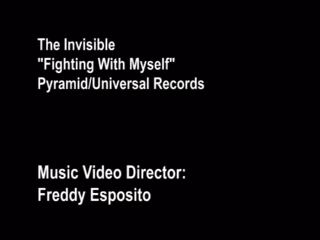 The Invisible
"Fighting With Myself"
Pyramid/Universal Records
Music Video Director:
Freddy Esposito